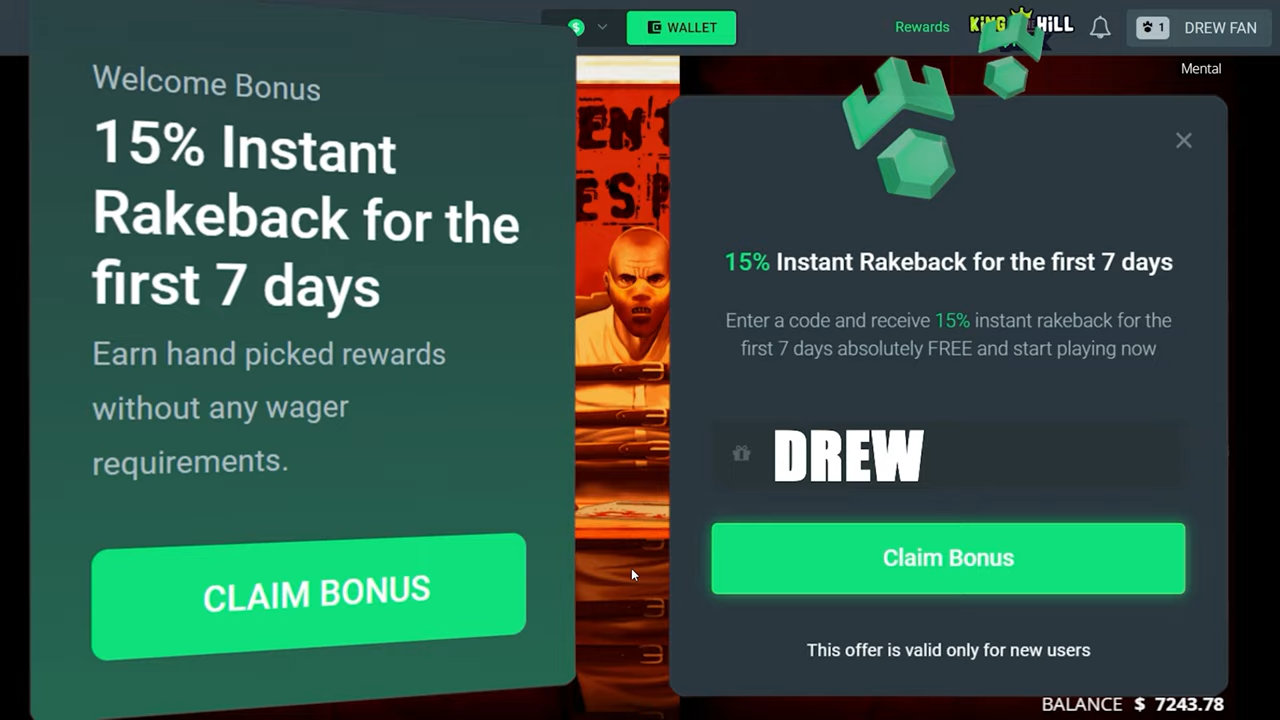 WALLET
Rewards
KING HILL
1
DREW FAN
Mental
Welcome Bonus
15% Instant
Rakeback for the
first 7 days
Earn hand picked rewards
without any wager
requirements.
CLAIM BONUS
15% Instant Rakeback for the first 7 days
Enter a code and receive 15% instant rakeback for the
first 7 days absolutely FREE and start playing now
DREW
Claim Bonus
This offer is valid only for new users
BALANCE $ 7243.78